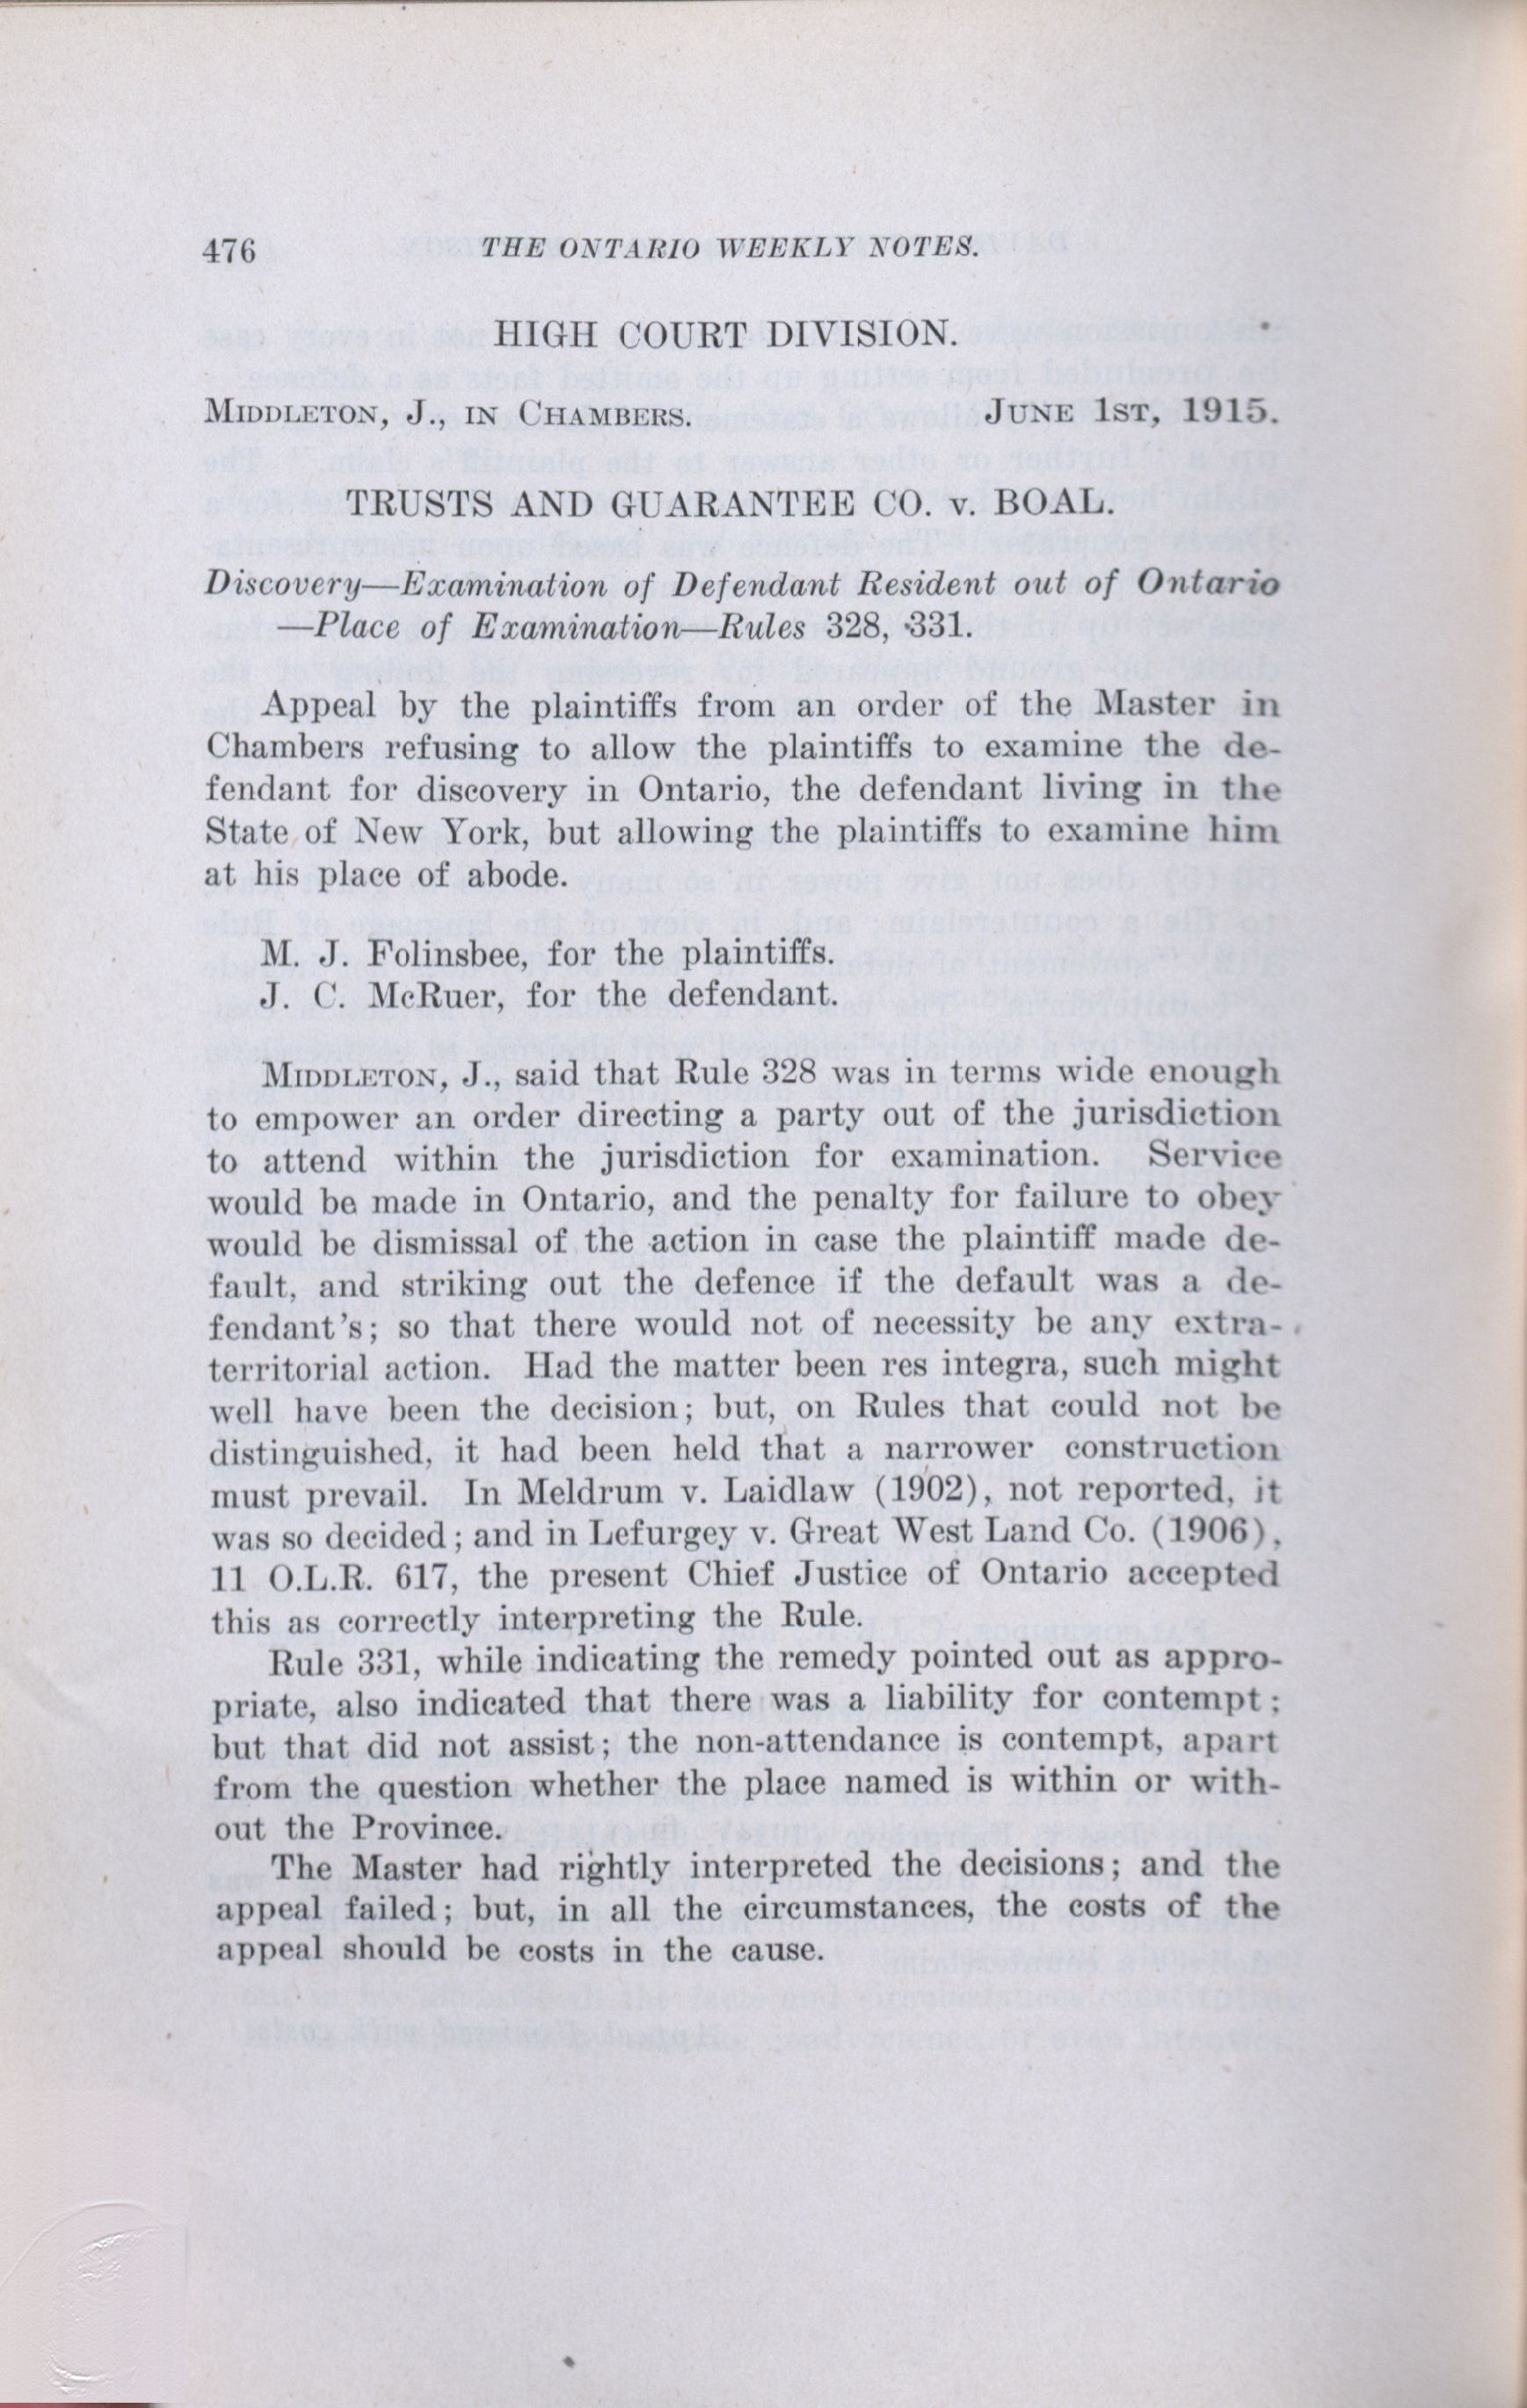 476 THE ONTARIO WEEKLY NOTES.
HIGH COURT DIVISION.
MIDDLETON, J., IN CHAMBERS. JUNE 1ST, 1915.
TRUSTS AND GUARANTEE CO. v. BOAL.
Discovery—Examination of Defendant Resident out of Ontario
—Place of Examination—Rules 328, 331.
Appeal by the plaintiffs from an order of the Master in
Chambers refusing to allow the plaintiffs to examine the de-
fendant for discovery in Ontario, the defendant living in the
State of New York, but allowing the plaintiffs to examine him
at his place of abode.
M. J. Folinsbee, for the plaintiffs.
J. C. McRuer, for the defendant.
MIDDLETON, J., said that Rule 328 was in terms wide enough
to empower an order directing a party out of the jurisdiction
to attend within the jurisdiction for examination. Service
would be made in Ontario, and the penalty for failure to obey
would be dismissal of the action in case the plaintiff made de-
fault, and striking out the defence if the default was a de-
fendant's; so that there would not of necessity be any extra-
territorial action. Had the matter been res integra, such might
well have been the decision; but, on Rules that could not be
distinguished, it had been held that a narrower construction
must prevail. In Meldrum v. Laidlaw (1902), not reported, it
was so decided; and in Lefurgey v. Great West Land Co. (1906),
11 O.L.R. 617, the present Chief Justice of Ontario accepted
this as correctly interpreting the Rule.
Rule 331, while indicating the remedy pointed out as appro-
priate, also indicated that there was a liability for contempt;
but that did not assist; the non-attendance is contempt, apart
from the question whether the place named is within or with-
out the Province.
The Master had rightly interpreted the decisions; and the
appeal failed; but, in all the circumstances, the costs of the
appeal should be costs in the cause.